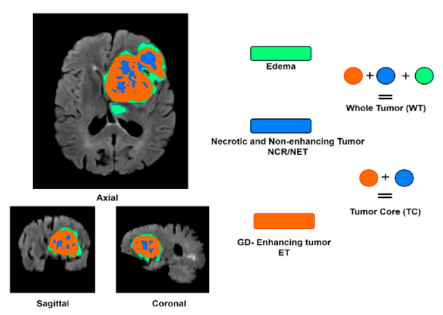 Edema
+ +
=
Whole Tumor (WT)
Necrotic and Non-enhancing Tumor
NCR/NET
+
=
Tumor Core (TC)
Axial
GD- Enhancing tumor
ET
Sagittal
Coronal